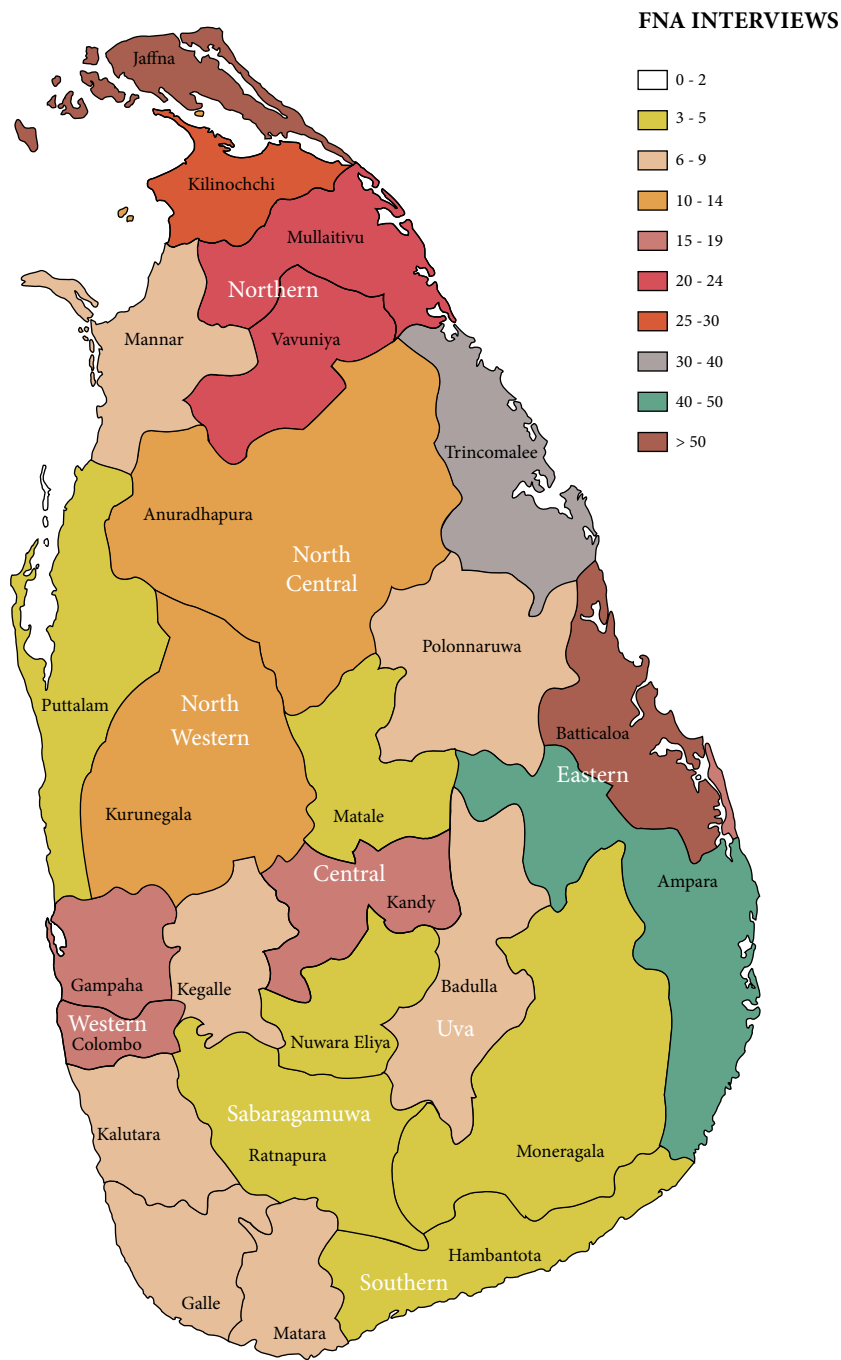 FNA INTERVIEWS
0 - 2
3 - 5
6 - 9
10 - 14
15 - 19
20 - 24
25 -30
30 - 40
40 - 50
> 50
Jaffna
Kilinochchi
Mullaitivu
Northern
Mannar
Vavuniya
Trincomalee
Anuradhapura
North
Central
Polonnaruwa
Puttalam
North
Western
Batticaloa
Eastern
Kurunegala
Matale
Central
Kandy
Ampara
Gampaha
Kegalle
Badulla
Western
Colombo
Uva
Nuwara Eliya
Sabaragamuwa
Kalutara
Ratnapura
Moneragala
Hambantota
Southern
Galle
Matara